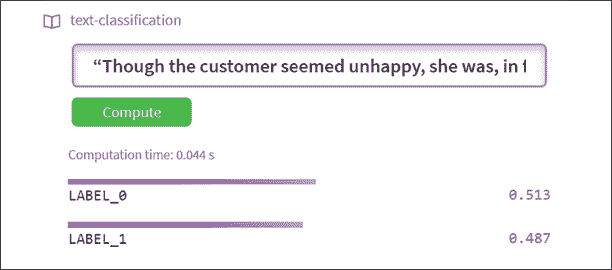 text-classification
“Though the customer seemed unhappy, she was, in
Compute
Computation time: 0.044 s
LABEL_0 0.513
LABEL_1 0.487